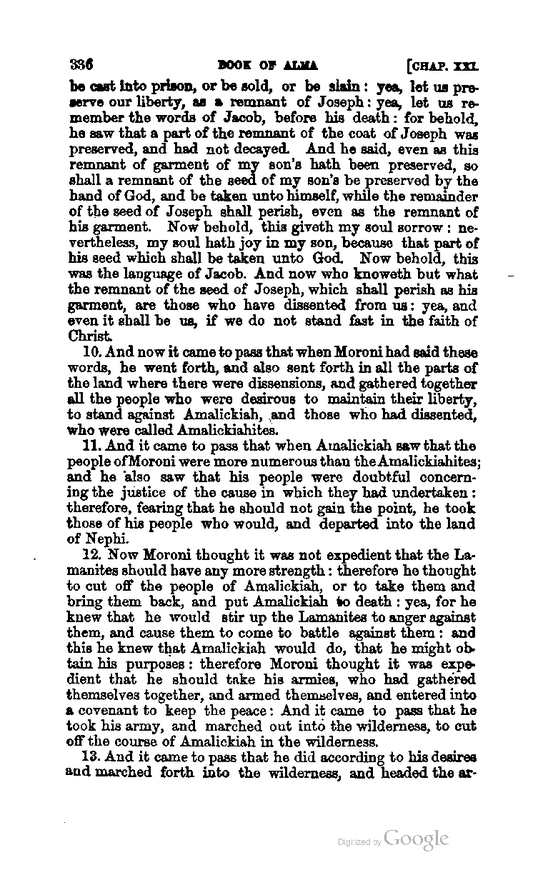 336 BOOK OF ALMA [CHAP. XXI.
be cast into prison, or be sold, or be slain: yea, let us pre-
serve our liberty, as a remnant of Joseph: yea, let us re-
member the words of Jacob, before his death: for behold,
he saw that a part of the remnant of the coat of Joseph was
preserved, and had not decayed. And he said, even as this
remnant of garment of my son's hath been preserved, so
shall a remnant of the seed of my son's be preserved by the
hand of God, and be taken unto himself, while the remainder
of the seed of Joseph shall perish, even as the remnant of
his garment. Now behold, this giveth my soul sorrow: ne-
vertheless, my soul hath joy in my son, because that part of
his seed which shall be taken unto God. Now behold, this
was the language of Jacob. And now who knoweth but what
the remnant of the seed of Joseph, which shall perish as his
garment, are those who have dissented from us: yea, and
even it shall be us, if we do not stand fast in the faith of
Christ.
10. And now it came to pass that when Moroni had said these
words, he went forth, and also sent forth in all the parts of
the land where there were dissensions, and gathered together
all the people who were desirous to maintain their liberty,
to stand against Amalickiah, and those who had dissented,
who were called Amalickiahites.
11. And it came to pass that when Amalickiah saw that the
people of Moroni were more numerous than the Amalickiahites;
and he also saw that his people were doubtful concern-
ing the justice of the cause in which they had undertaken:
therefore, fearing that he should not gain the point, he took
those of his people who would, and departed into the land
of Nephi.
12. Now Moroni thought it was not expedient that the La-
manites should have any more strength: therefore he thought
to cut off the people of Amalickiah, or to take them and
bring them back, and put Amalickiah to death: yea, for he
knew that he would stir up the Lamanites to anger against
them, and cause them to come to battle against them: and
this he knew that Amalickiah would do, that he might ob-
tain his purposes: therefore Moroni thought it was expe-
dient that he should take his armies, who had gathered
themselves together, and armed themselves, and entered into
a covenant to keep the peace: And it came to pass that he
took his army, and marched out into the wilderness, to cut
off the course of Amalickiah in the wilderness.
13. And it came to pass that he did according to his desires
and marched forth into the wilderness, and headed the ar-
Digitized by Google